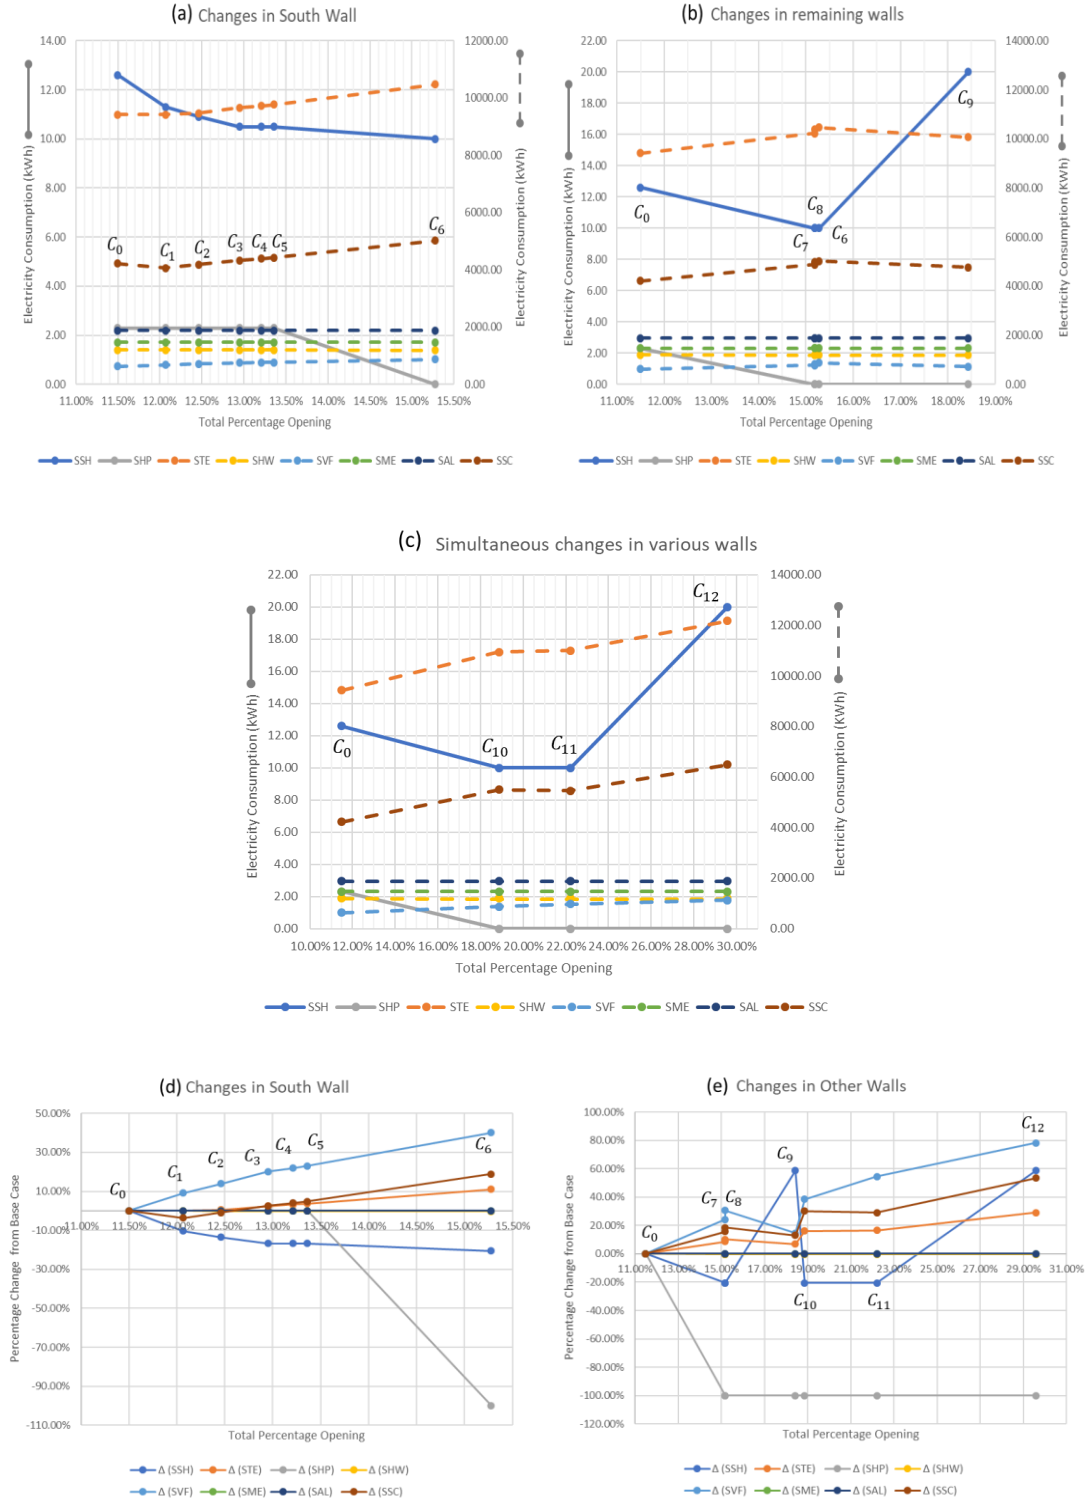 (a) Changes in South Wall
14.00
12.00
10.00
8.00
6.00
4.00
2.00
0.00
Electricity Consumption (kWh)
12000.00
10000.00
8000.00
6000.00
4000.00
2000.00
0.00
Electricity Consumption (kWh)
C0 C1 C2 C3 C4 C5 C6
11.00% 11.50% 12.00% 12.50% 13.00% 13.50% 14.00% 14.50% 15.00% 15.50%
Total Percentage Opening
SSH SHP STE SHW SVF SME SAL SSC
(b) Changes in remaining walls
22.00
20.00
18.00
16.00
14.00
12.00
10.00
8.00
6.00
4.00
2.00
0.00
Electricity Consumption (kWh)
14000.00
12000.00
10000.00
8000.00
6000.00
4000.00
2000.00
0.00
Electricity Consumption (kWh)
C0 C7 C8 C6 C9
11.00% 12.00% 13.00% 14.00% 15.00% 16.00% 17.00% 18.00% 19.00%
Total Percentage Opening
SSH SHP STE SHW SVF SME SAL SSC
(c) Simultaneous changes in various walls
22.00
20.00
18.00
16.00
14.00
12.00
10.00
8.00
6.00
4.00
2.00
0.00
Electricity Consumption (kWh)
14000.00
12000.00
10000.00
8000.00
6000.00
4000.00
2000.00
0.00
Electricity Consumption (kWh)
C0 C10 C11 C12
10.00% 12.00% 14.00% 16.00% 18.00% 20.00% 22.00% 24.00% 26.00% 28.00% 30.00%
Total Percentage Opening
SSH SHP STE SHW SVF SME SAL SSC
(d) Changes in South Wall
50.00%
30.00%
10.00%
-10.00%
-30.00%
-50.00%
-70.00%
-90.00%
-110.00%
Percentage Change from Base Case
C0 C1 C2 C3 C4 C5 C6
11.00% 11.50% 12.00% 12.50% 13.00% 13.50% 14.00% 14.50% 15.00% 15.50%
Total Percentage Opening
Δ (SSH) Δ (STE) Δ (SHP) Δ (SHW)
Δ (SVF) Δ (SME) Δ (SAL) Δ (SSC)
(e) Changes in Other Walls
100.00%
80.00%
60.00%
40.00%
20.00%
0.00%
-20.00%
-40.00%
-60.00%
-80.00%
-100.00%
-120.00%
Percentage Change from Base Case
C0 C7 C8 C9 C10 C11 C12
11.00% 13.00% 15.00% 17.00% 19.00% 21.00% 23.00% 25.00% 27.00% 29.00% 31.00%
Total Percentage Opening
Δ (SSH) Δ (STE) Δ (SHP) Δ (SHW)
Δ (SVF) Δ (SME) Δ (SAL) Δ (SSC)